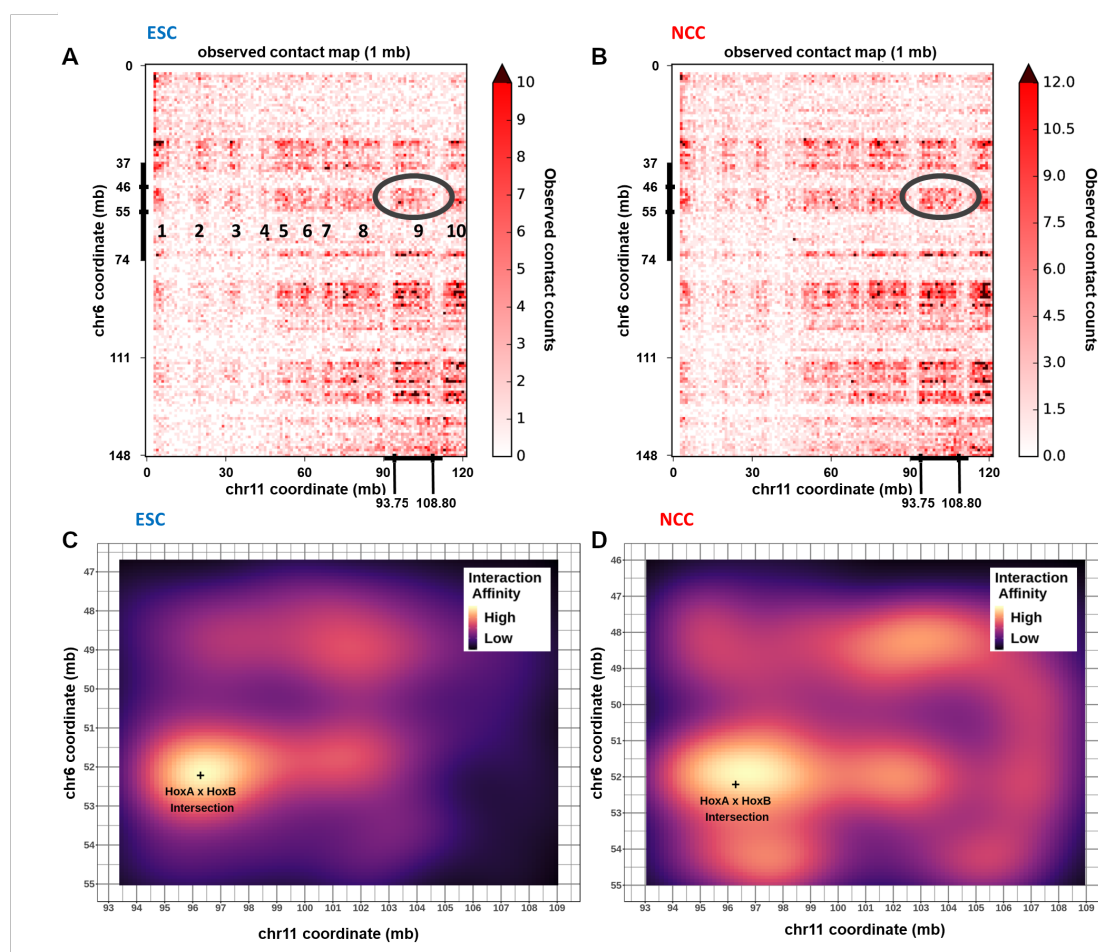 ESC
NCC
A
observed contact map (1 mb)
B
observed contact map (1 mb)
0
37
46
55
74
111
148
chr6 coordinate (mb)
1 2 3 4 5 6 7 8 9 10
0 30 60 90 120
chr11 coordinate (mb)
93.75 108.80
10
9
8
7
6
5
4
3
2
1
0
Observed contact counts
0
37
46
55
74
111
148
chr6 coordinate (mb)
0 30 60 90 120
chr11 coordinate (mb)
93.75 108.80
12.0
10.5
9.0
7.5
6.0
4.5
3.0
1.5
0.0
Observed contact counts
ESC
NCC
C
47
48
49
50
51
52
53
54
55
chr6 coordinate (mb)
Interaction
Affinity
High
Low
HoxA x HoxB
Intersection
93 94 95 96 97 98 99 100 101 102 103 104 105 106 107 108 109
chr11 coordinate (mb)
D
46
47
48
49
50
51
52
53
54
55
chr6 coordinate (mb)
Interaction
Affinity
High
Low
HoxA x HoxB
Intersection
93 94 95 96 97 98 99 100 101 102 103 104 105 106 107 108 109
chr11 coordinate (mb)